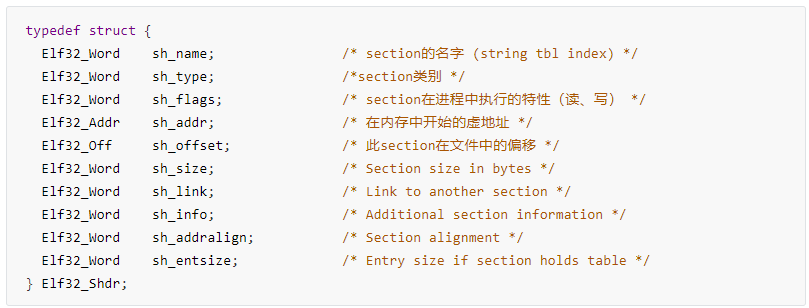 typedef struct {
  Elf32_Word    sh_name;                /* section的名字 (string tbl index) */
  Elf32_Word    sh_type;                /*section类别 */
  Elf32_Word    sh_flags;               /* section在进程中执行的特性（读、写） */
  Elf32_Addr    sh_addr;                /* 在内存中开始的虚地址 */
  Elf32_Off     sh_offset;              /* 此section在文件中的偏移 */
  Elf32_Word    sh_size;                /* Section size in bytes */
  Elf32_Word    sh_link;                /* Link to another section */
  Elf32_Word    sh_info;                /* Additional section information */
  Elf32_Word    sh_addralign;           /* Section alignment */
  Elf32_Word    sh_entsize;             /* Entry size if section holds table */
} Elf32_Shdr;